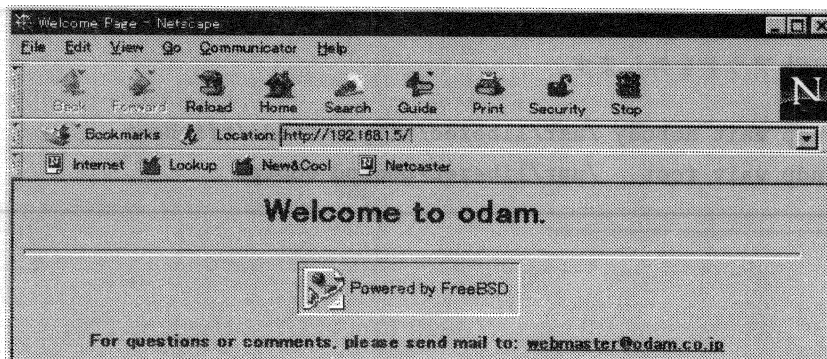 Welcome Page - Netscape
File Edit View Go Communicator Help
Back Forward Reload Home Search Guide Print Security Stop
N
Bookmarks Location: http://192.168.1.5/
Internet Lookup New&Cool Netcaster
Welcome to odam.
Powered by FreeBSD
For questions or comments, please send mail to: webmaster@odam.co.jp